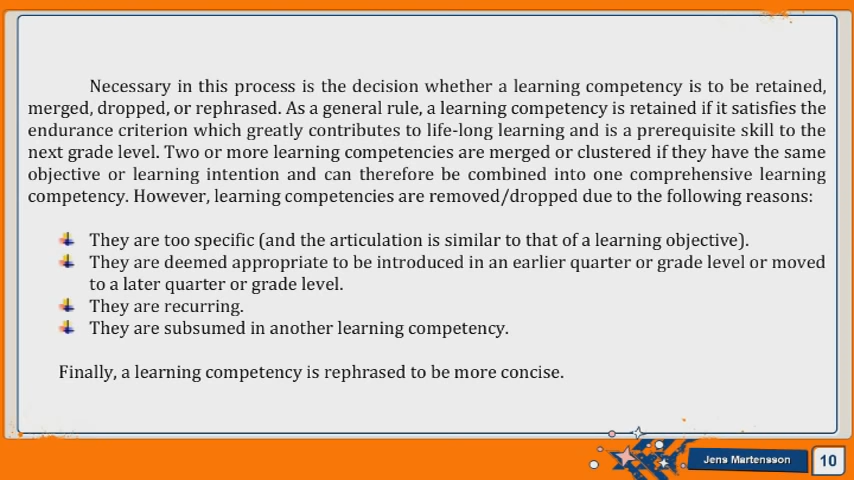 Necessary in this process is the decision whether a learning competency is to be retained,
merged, dropped, or rephrased. As a general rule, a learning competency is retained if it satisfies the
endurance criterion which greatly contributes to life-long learning and is a prerequisite skill to the
next grade level. Two or more learning competencies are merged or clustered if they have the same
objective or learning intention and can therefore be combined into one comprehensive learning
competency. However, learning competencies are removed/dropped due to the following reasons:
They are too specific (and the articulation is similar to that of a learning objective).
They are deemed appropriate to be introduced in an earlier quarter or grade level or moved
to a later quarter or grade level.
They are recurring.
They are subsumed in another learning competency.
Finally, a learning competency is rephrased to be more concise.
Jens Martensson
10